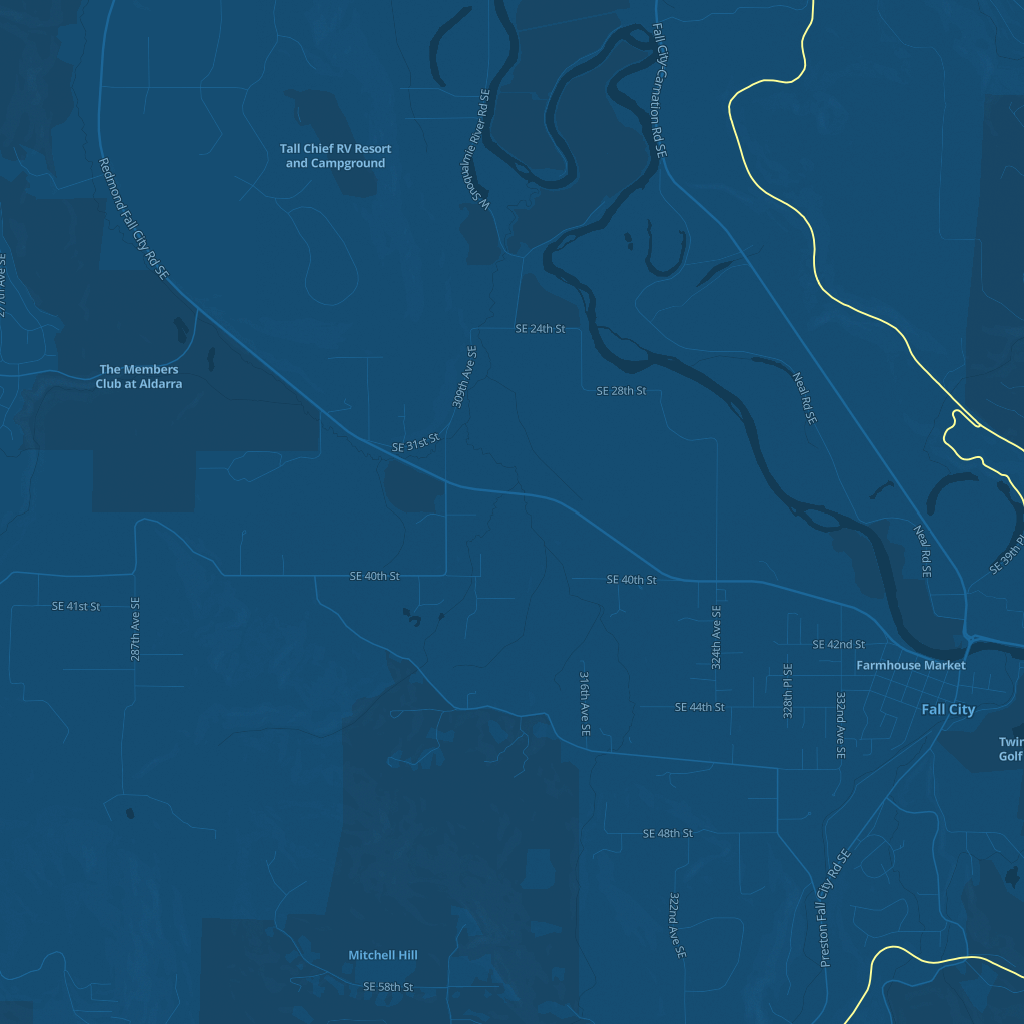 Fall City-Carnation Rd SE
W Snoqualmie River Rd SE
Tall Chief RV Resort
and Campground
Redmond Fall City Rd SE
277th Ave SE
SE 24th St
The Members
Club at Aldarra
309th Ave SE
SE 28th St
Neal Rd SE
SE 31st St
Neal Rd SE
SE 39th Pl
SE 40th St
SE 40th St
SE 41st St
287th Ave SE
324th Ave SE
SE 42nd St
Farmhouse Market
316th Ave SE
328th Pl SE
332nd Ave SE
SE 44th St
Fall City
Twin
Golf
SE 48th St
Preston Fall City Rd SE
322nd Ave SE
Mitchell Hill
SE 58th St